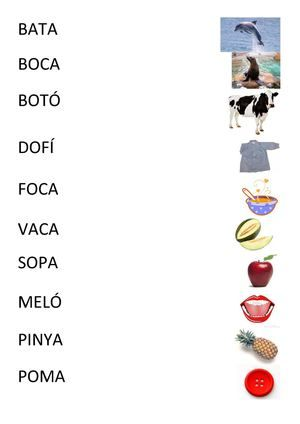 BATA
BOCA
BOTÓ
DOFÍ
FOCA
VACA
SOPA
MELÓ
PINYA
POMA